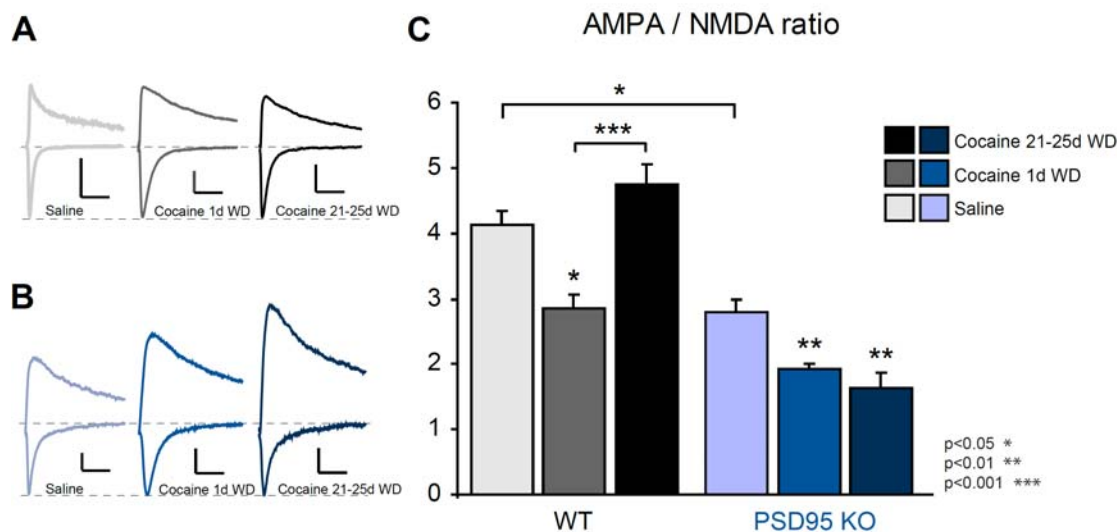 A
Saline
Cocaine 1d WD
Cocaine 21-25d WD
B
Saline
Cocaine 1d WD
Cocaine 21-25d WD
C
AMPA / NMDA ratio
6
5
4
3
2
1
0
*
***
*
**
**
WT
PSD95 KO
Cocaine 21-25d WD
Cocaine 1d WD
Saline
p<0.05 *
p<0.01 **
p<0.001 ***